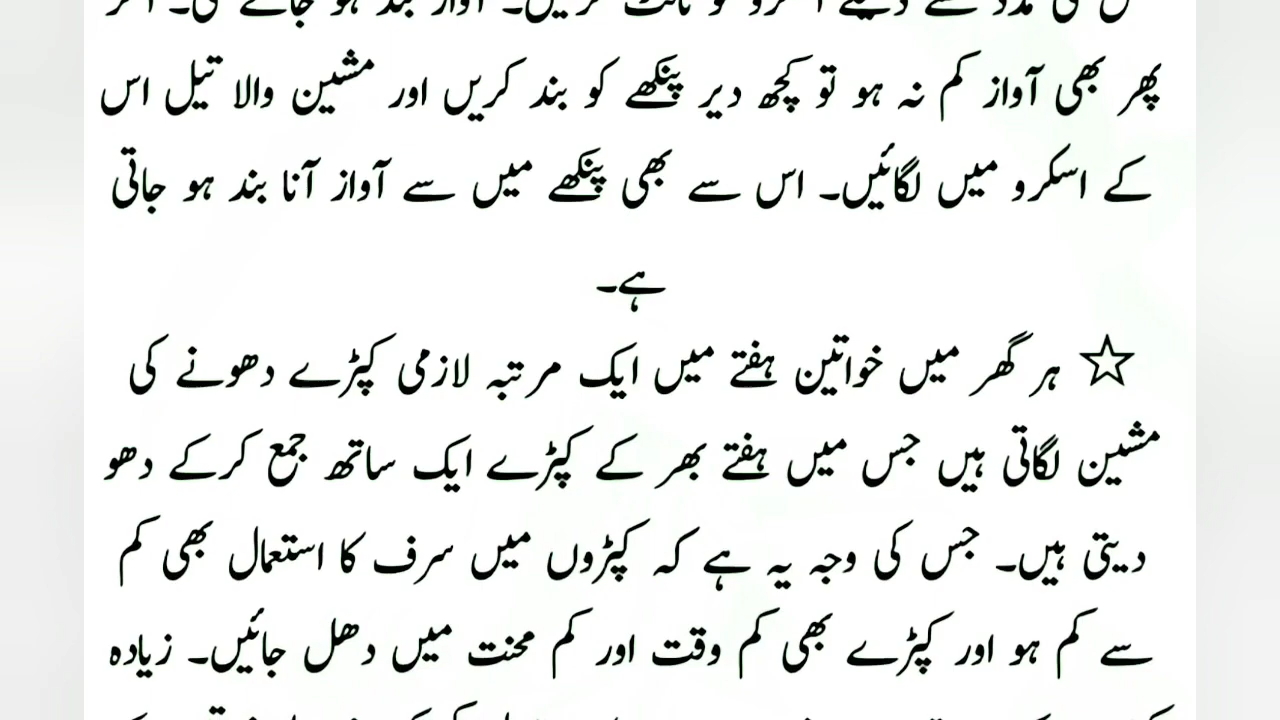 پھر بھی آواز کم نہ ہو تو کچھ دیر پنکھے کو بند کریں اور مشین والا تیل اس
کے اسکرو میں لگائیں۔ اس سے بھی پنکھے میں سے آواز آنا بند ہو جاتی
ہے۔
☆ ہر گھر میں خواتین ہفتے میں ایک مرتبہ لازمی کپڑے دھونے کی
مشین لگاتی ہیں جس میں ہفتے بھر کے کپڑے ایک ساتھ جمع کرکے دھو
دیتی ہیں۔ جس کی وجہ یہ ہے کہ کپڑوں میں سرف کا استعمال بھی کم
سے کم ہو اور کپڑے بھی کم وقت اور کم محنت میں دھل جائیں۔ زیادہ